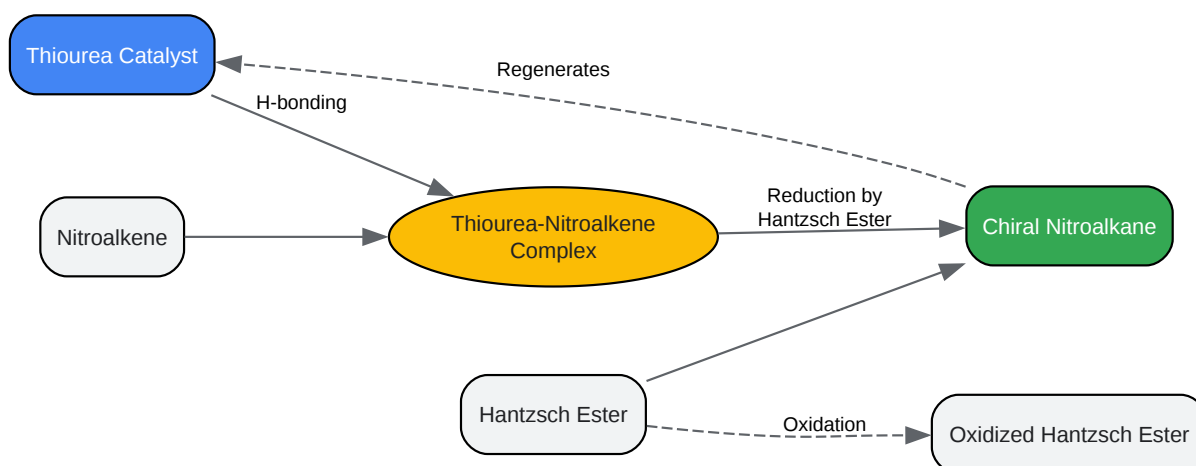 Thiourea Catalyst
Regenerates
H-bonding
Nitroalkene
Thiourea-Nitroalkene
Complex
Reduction by
Hantzsch Ester
Chiral Nitroalkane
Hantzsch Ester
Oxidation
Oxidized Hantzsch Ester